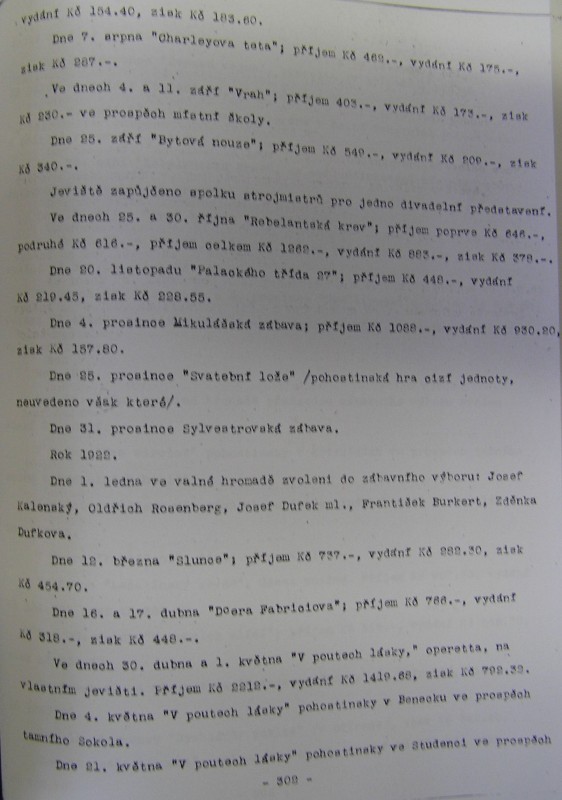 vydání Kč 154.40, zisk Kč 183.60.
Dne 7. srpna "Charleyova teta"; příjem Kč 462.-, vydání Kč 175.-,
zisk Kč 287.-.
Ve dnech 4. a 11. září "Vrah"; příjem 403.-, vydání Kč 173.-, zisk
Kč 230.- ve prospěch místní školy.
Dne 25. září "Bytová nouze"; příjem Kč 549.-, vydání Kč 209.-, zisk
Kč 340.-.
Jeviště zapůjčeno spolku strojmistrů pro jedno divadelní představení.
Ve dnech 25. a 30. října "Rebelantská krev"; příjem poprve Kč 646.-,
podruhé Kč 616.-, příjem celkem Kč 1262.-, vydání Kč 883.-, zisk Kč 379.-.
Dne 20. listopadu "Palackého třída 27"; příjem Kč 448.-, vydání
Kč 219.45, zisk Kč 228.55.
Dne 4. prosince Mikulášská zábava; příjem Kč 1088.-, vydání Kč 930.20,
zisk Kč 157.80.
Dne 25. prosince "Svatební lože" /pohostinská hra cizí jednoty,
neuvedeno však která/.
Dne 31. prosince Sylvestrovská zábava.
Rok 1922.
Dne 1. ledna ve valné hromadě zvoleni do zábavního výboru: Josef
Kalenský, Oldřich Rosenberg, Josef Dufek ml., František Burkert, Zděnka
Dufkova.
Dne 12. března "Slunce"; příjem Kč 737.-, vydání Kč 282.30, zisk
Kč 454.70.
Dne 16. a 17. dubna "Dcera Fabriciova"; příjem Kč 766.-, vydání
Kč 318.-, zisk Kč 448.-.
Ve dnech 30. dubna a 1. května "V poutech lásky," operetta, na
vlastním jevišti. Příjem Kč 2212.-, vydání Kč 1419.68, zisk Kč 792.32.
Dne 4. května "V poutech lásky" pohostinsky v Benecku ve prospěch
tamního Sokola.
Dne 21. května "V poutech lásky" pohostinsky ve Studenci ve prospěch
- 302 -